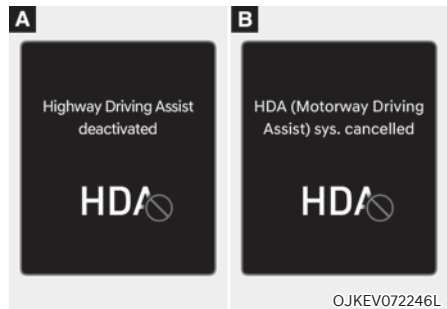 A
Highway Driving Assist
deactivated
HDA
B
HDA (Motorway Driving
Assist) sys. cancelled
HDA
OJKEV072246L